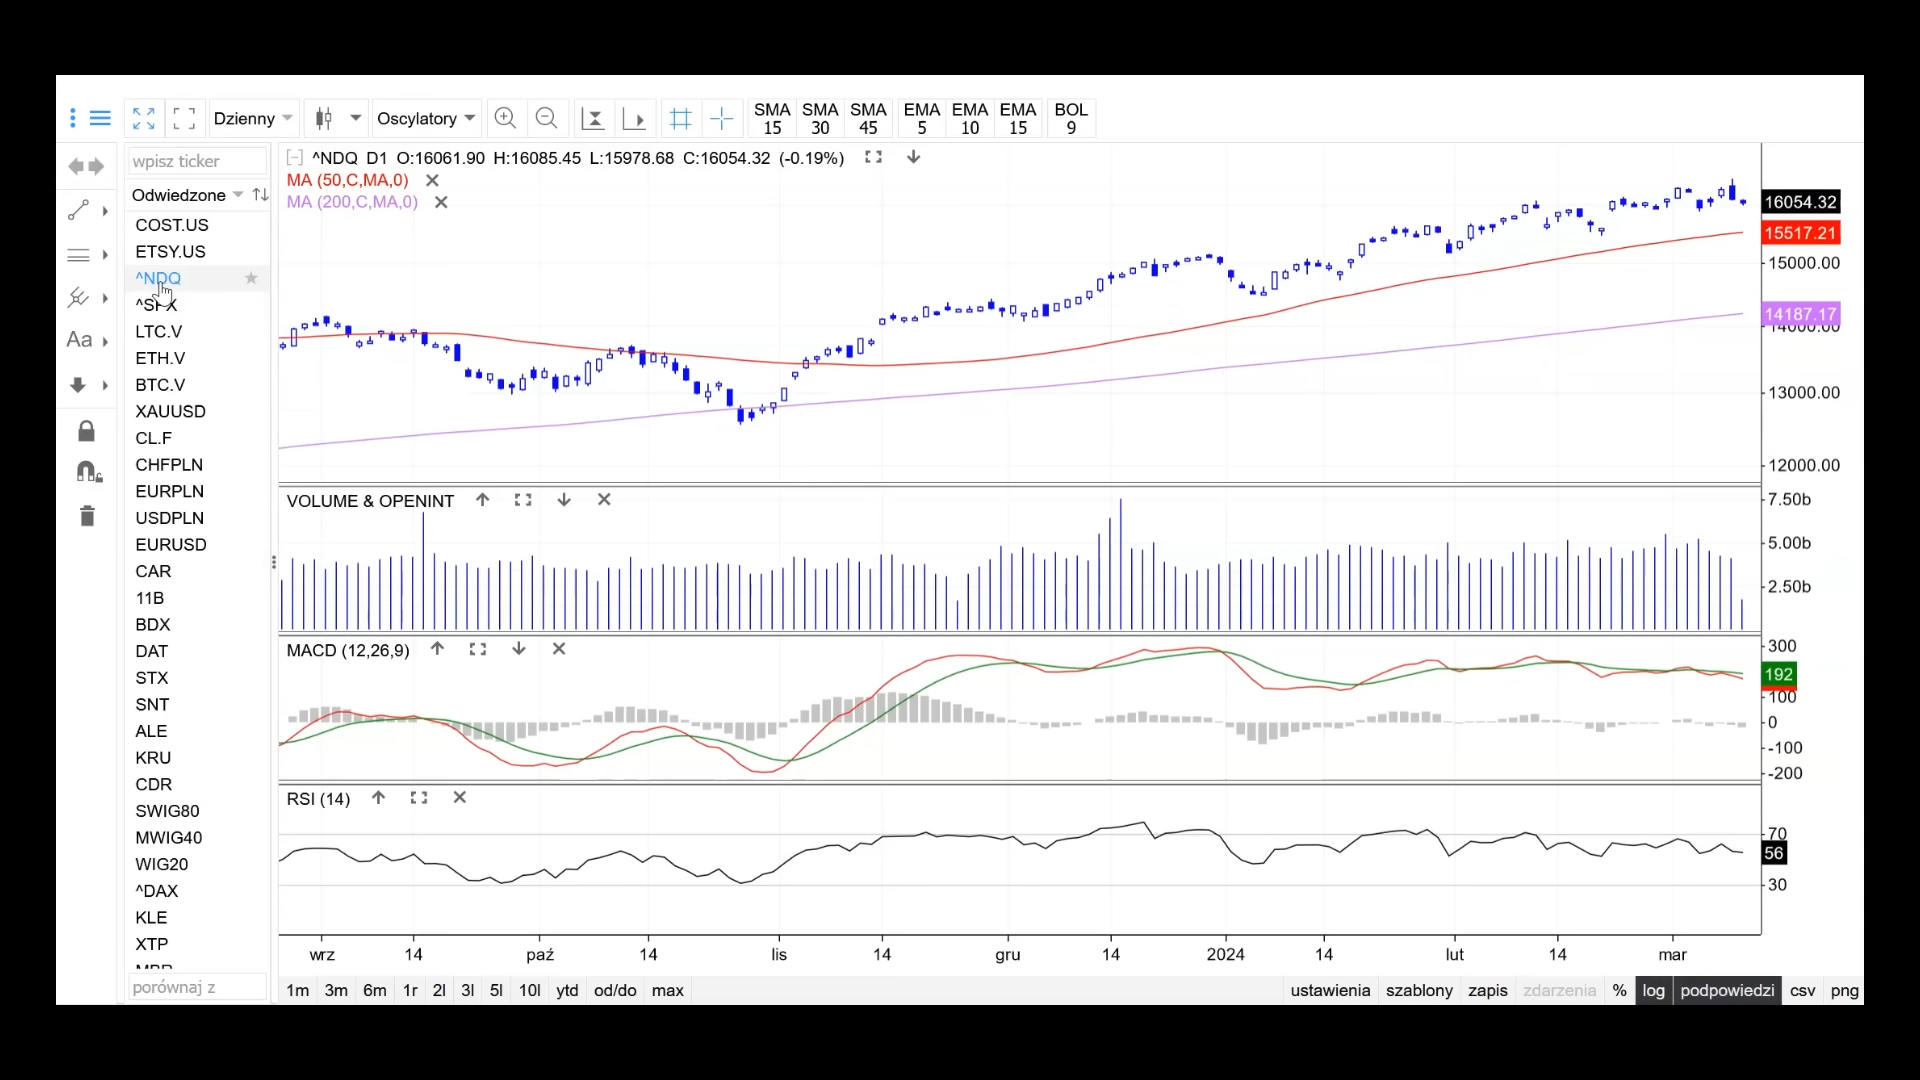 Dzienny
Oscylatory
SMA 15
SMA 30
SMA 45
EMA 5
EMA 10
EMA 15
BOL 9
wpisz ticker
Odwiedzone
COST.US
ETSY.US
^NDQ
^SPX
LTC.V
ETH.V
BTC.V
XAUUSD
CL.F
CHFPLN
EURPLN
USDPLN
EURUSD
CAR
11B
BDX
DAT
STX
SNT
ALE
KRU
CDR
SWIG80
MWIG40
WIG20
^DAX
KLE
XTP
porównaj z
Aa
^NDQ D1 O:16061.90 H:16085.45 L:15978.68 C:16054.32 (-0.19%)
MA (50,C,MA,0)
MA (200,C,MA,0)
16054.32
15517.21
15000.00
14187.17
14000.00
13000.00
12000.00
VOLUME & OPENINT
7.50b
5.00b
2.50b
MACD (12,26,9)
300
192
100
0
-100
-200
RSI (14)
70
56
30
wrz 14 paź 14 lis 14 gru 14 2024 14 lut 14 mar
1m 3m 6m 1r 2l 3l 5l 10l ytd od/do max
ustawienia szablony zapis zdarzenia % log podpowiedzi csv png